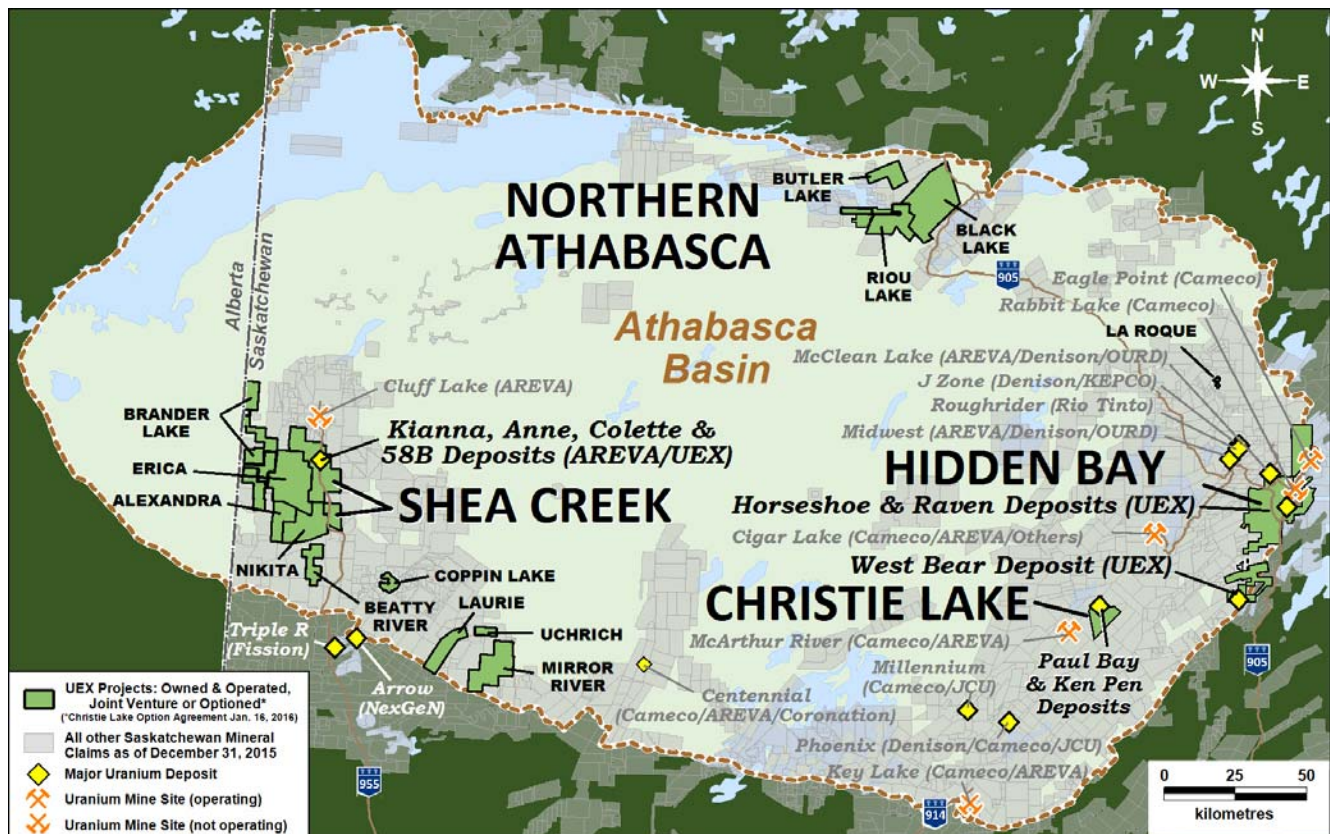 N
W E
S
NORTHERN
ATHABASCA
BUTLER
LAKE
BLACK
LAKE
RIOU
LAKE
905
Alberta
Saskatchewan
Athabasca
Basin
Eagle Point (Cameco)
Rabbit Lake (Cameco)
LA ROQUE
McClean Lake (AREVA/Denison/OURD)
J Zone (Denison/KEPCO)
Roughrider (Rio Tinto)
Midwest (AREVA/Denison/OURD)
HIDDEN BAY
Horseshoe & Raven Deposits (UEX)
Cigar Lake (Cameco/AREVA/Others)
West Bear Deposit (UEX)
Cluff Lake (AREVA)
Kianna, Anne, Colette &
58B Deposits (AREVA/UEX)
BRANDER
LAKE
ERICA
ALEXANDRA
SHEA CREEK
NIKITA
BEATTY
RIVER
COPPIN LAKE
LAURIE
UCHRICH
MIRROR
RIVER
Triple R
(Fission)
Arrow
(NexGeN)
CHRISTIE LAKE
McArthur River (Cameco/AREVA)
Paul Bay
& Ken Pen
Deposits
Millennium
(Cameco/JCU)
Centennial
(Cameco/AREVA/Coronation)
Phoenix (Denison/Cameco/JCU)
Key Lake (Cameco/AREVA)
905
955
914
UEX Projects: Owned & Operated,
Joint Venture or Optioned*
(*Christie Lake Option Agreement Jan. 16, 2016)
All other Saskatchewan Mineral
Claims as of December 31, 2015
Major Uranium Deposit
Uranium Mine Site (operating)
Uranium Mine Site (not operating)
0 25 50
kilometres